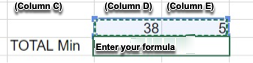 (Column C) (Column D) (Column E)
38 5
TOTAL Min Enter your formula